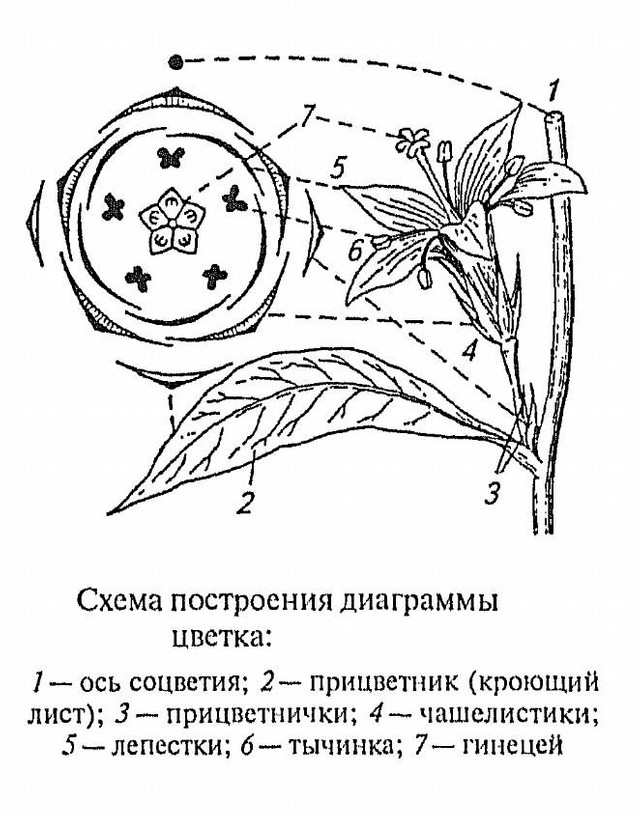 1
7
5
6
4
2
3
Схема построения диаграммы
цветка:
1 — ось соцветия; 2 — прицветник (кроющий
лист); 3 — прицветнички; 4 — чашелистики;
5 — лепестки; 6 — тычинка; 7 — гинецей